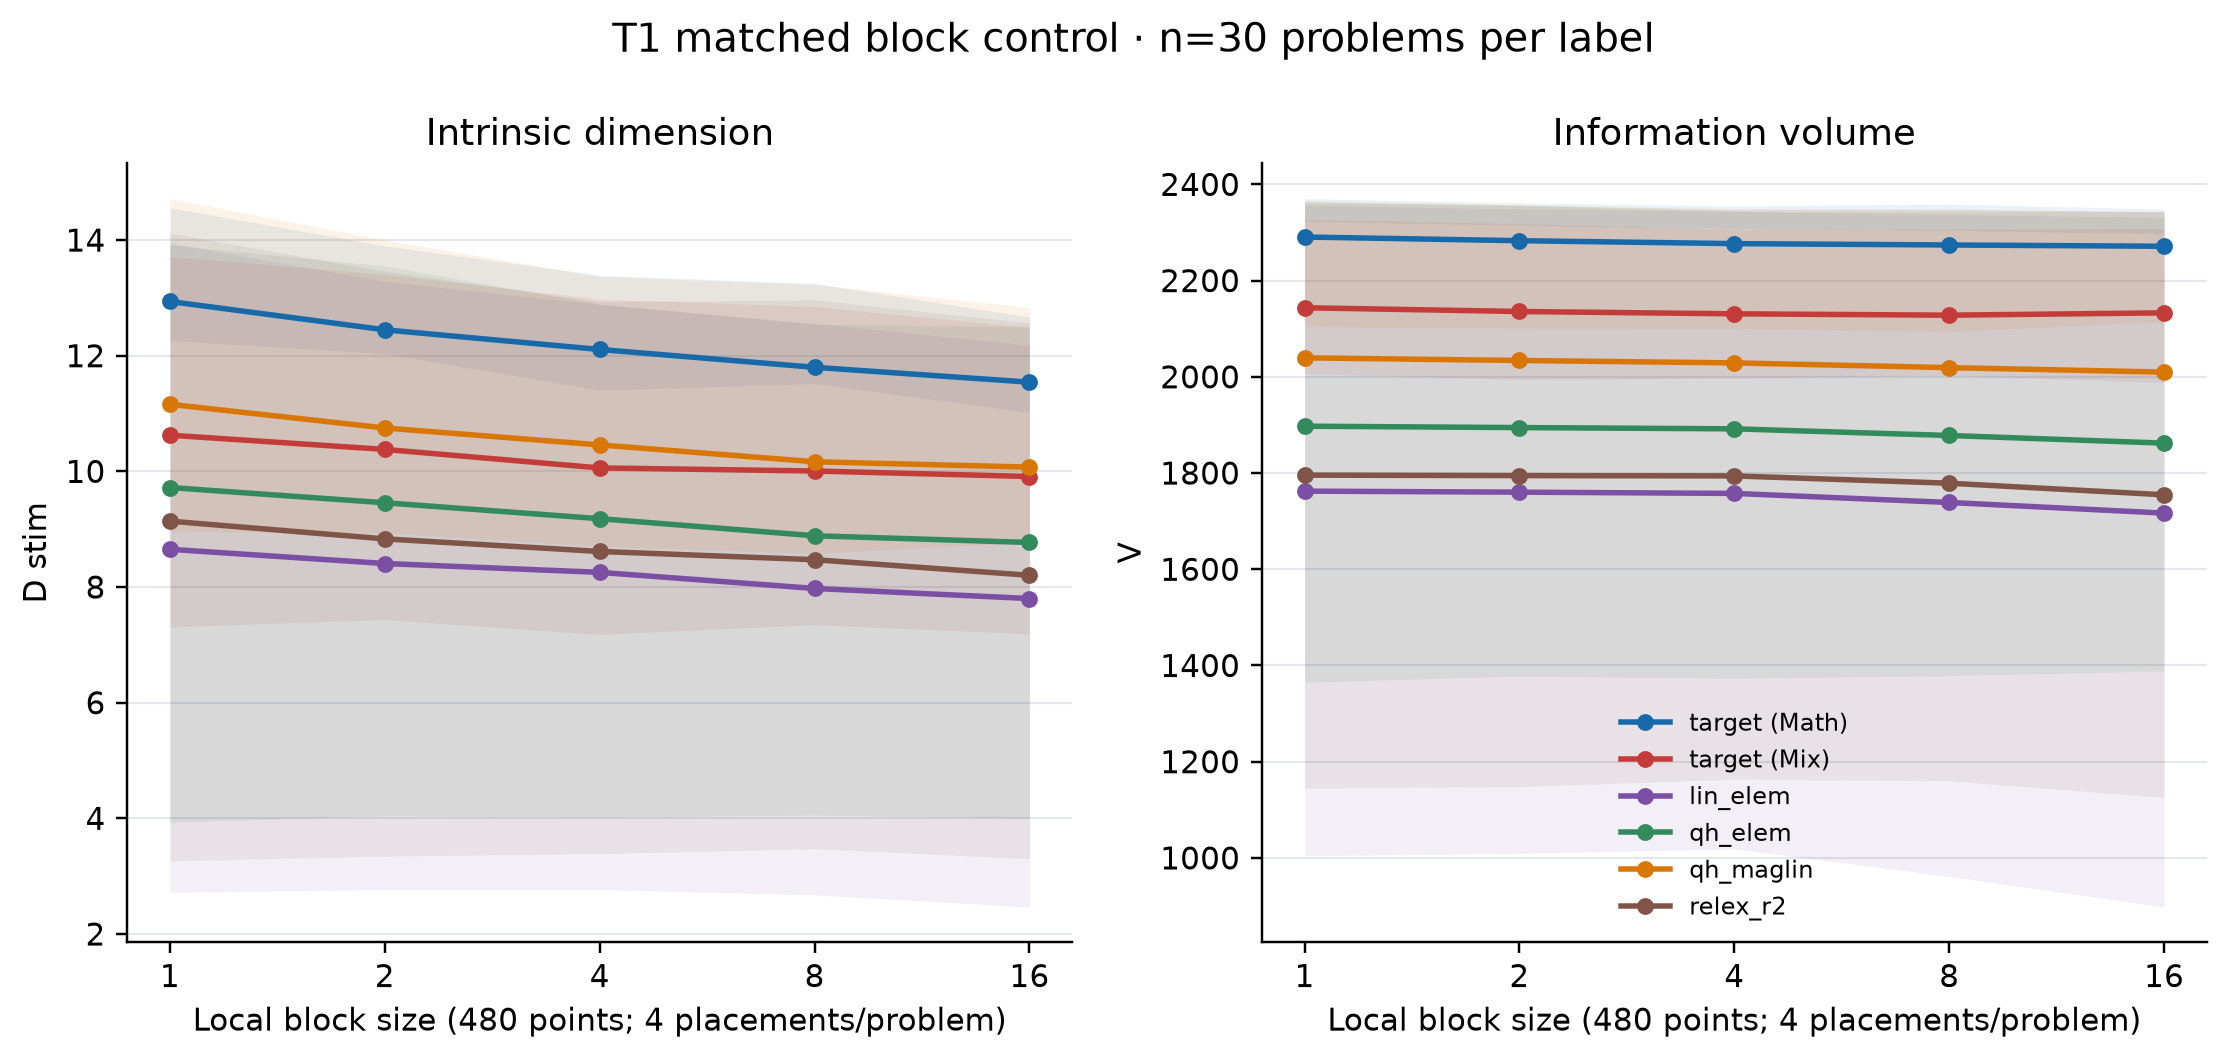 T1 matched block control · n=30 problems per label
Intrinsic dimension
D stim
14
12
10
8
6
4
2
1 2 4 8 16
Local block size (480 points; 4 placements/problem)
Information volume
V
2400
2200
2000
1800
1600
1400
1200
1000
target (Math)
target (Mix)
lin_elem
qh_elem
qh_maglin
relex_r2
1 2 4 8 16
Local block size (480 points; 4 placements/problem)